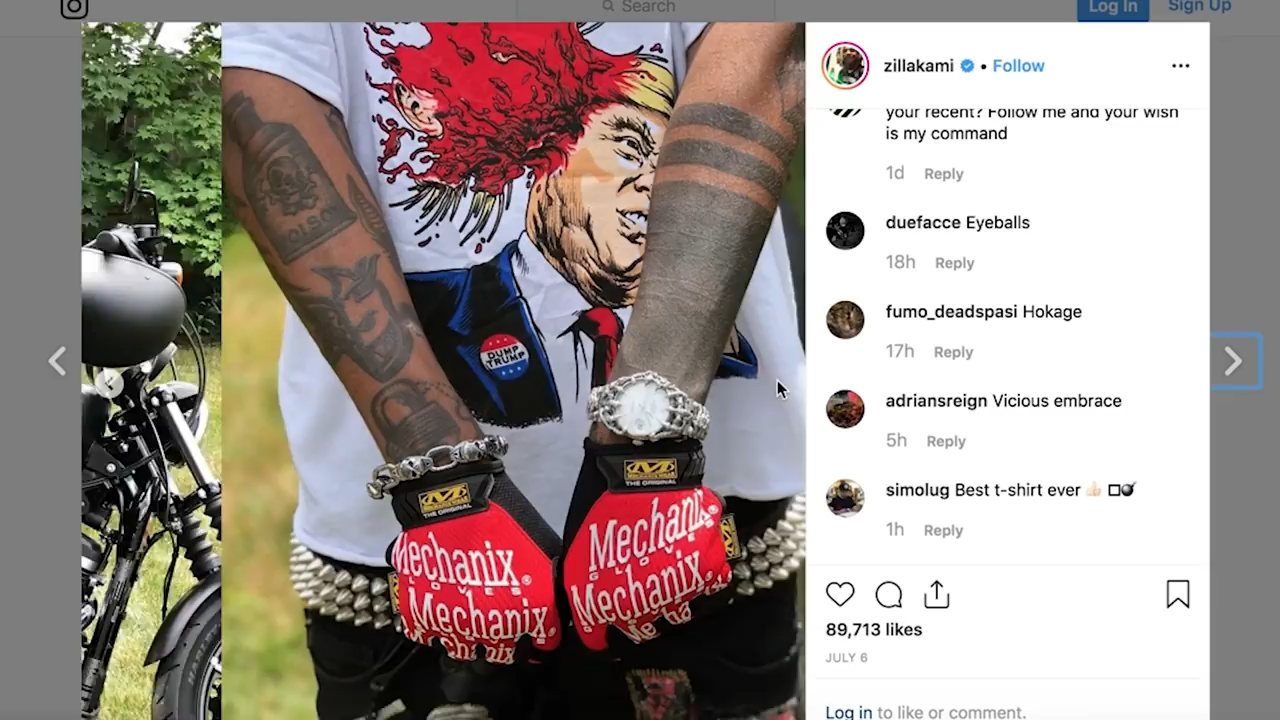 Search
Log In
Sign Up
zillakami • Follow
your recent? Follow me and your wish
is my command
1d Reply
duefacce Eyeballs
18h Reply
fumo_deadspasi Hokage
17h Reply
adriansreign Vicious embrace
5h Reply
simolug Best t-shirt ever
1h Reply
89,713 likes
JULY 6
Log in to like or comment.
DUMP
TRUMP
THE ORIGINAL
THE ORIGINAL
Mechanix
Mechanix
Mechanix
Mechanix